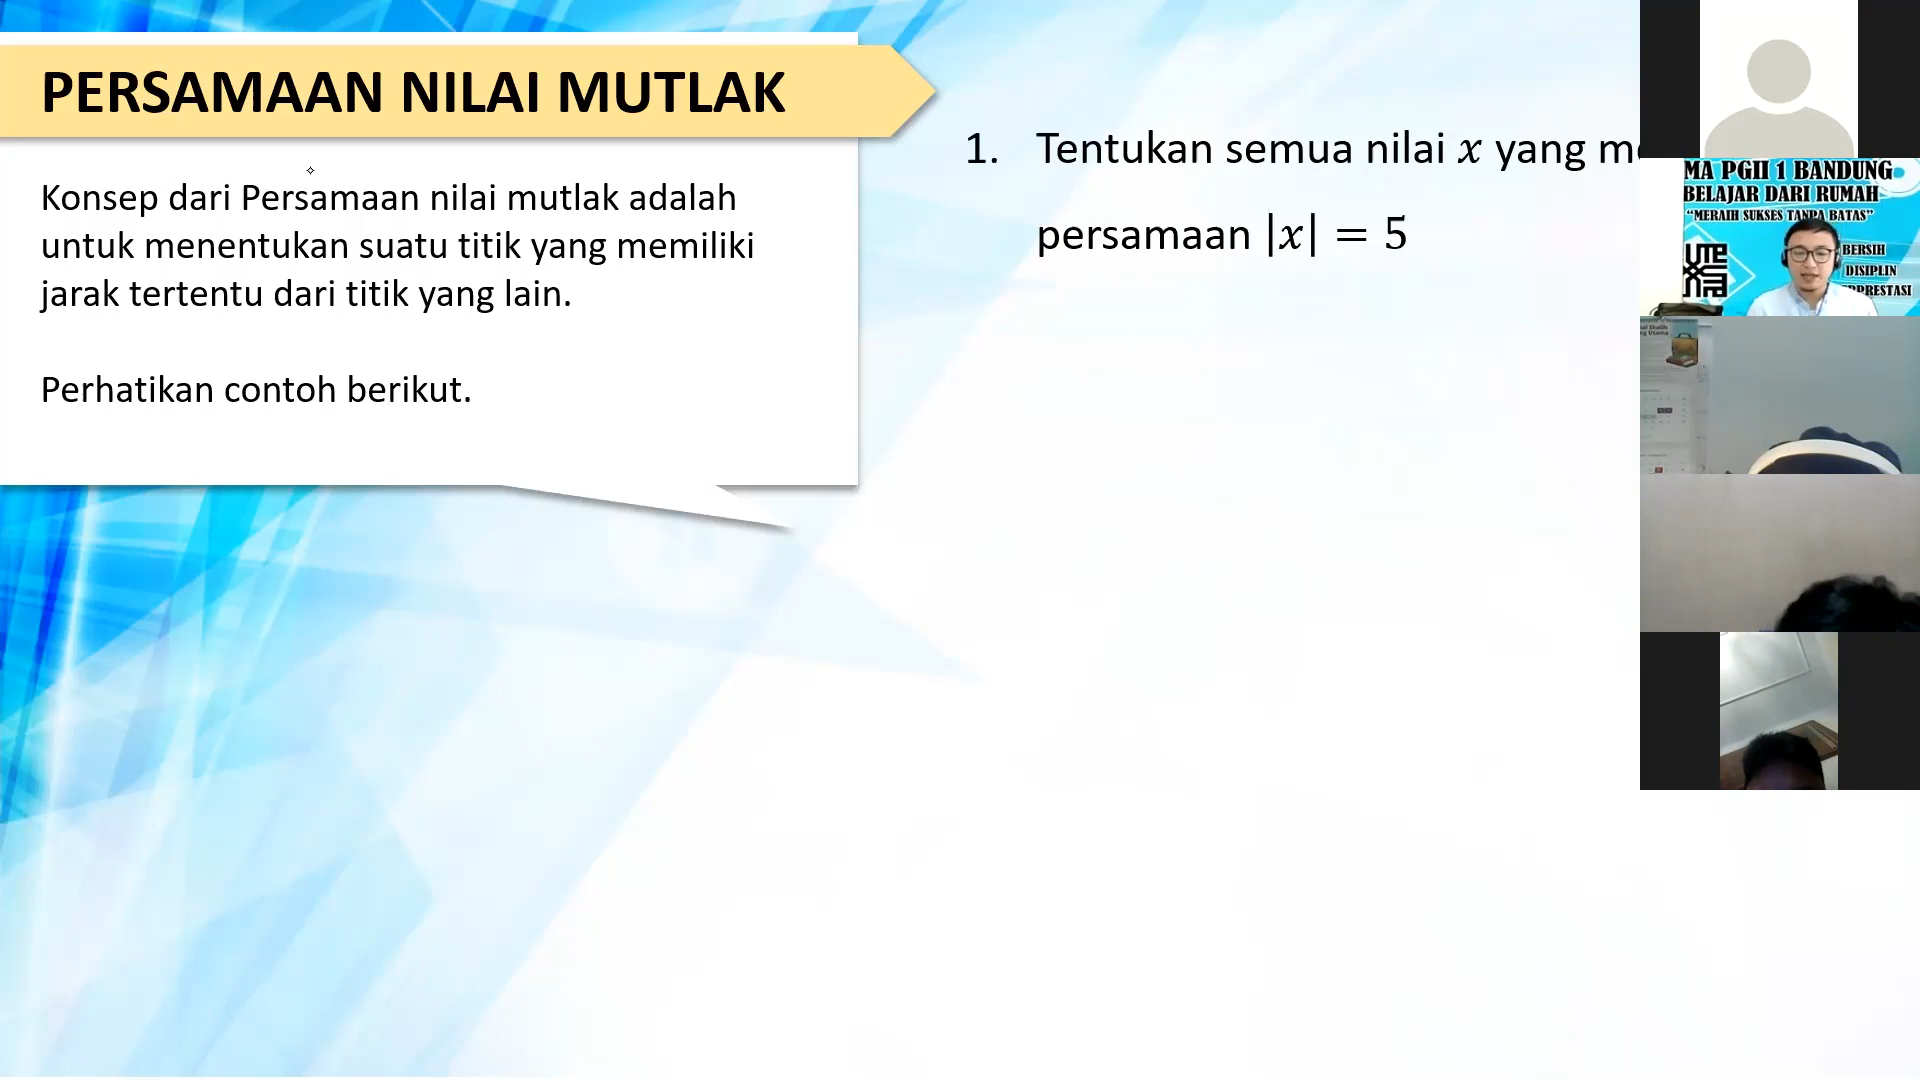 PERSAMAAN NILAI MUTLAK
Konsep dari Persamaan nilai mutlak adalah
untuk menentukan suatu titik yang memiliki
jarak tertentu dari titik yang lain.
Perhatikan contoh berikut.
1. Tentukan semua nilai x yang me
persamaan |x| = 5
MA PGII 1 BANDUNG
BELAJAR DARI RUMAH
“MERAIH SUKSES TANPA BATAS”
BERSIH
DISIPLIN
RPRESTASI